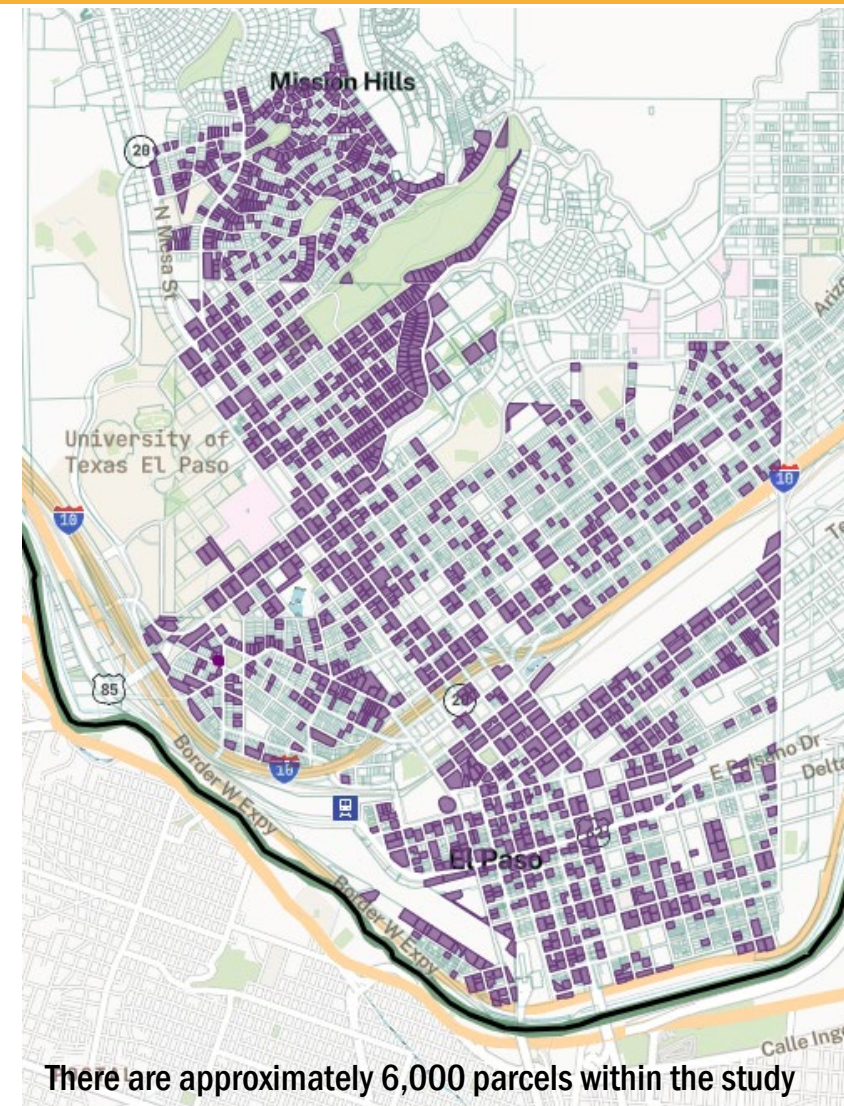 Mission Hills
20
N Mesa St
Arizo
University of
Texas El Paso
10
10
Te
85
20
10
E Paisano Dr
Delta
Border W Expy
El Paso
Border W Expy
Calle Inge
There are approximately 6,000 parcels within the study